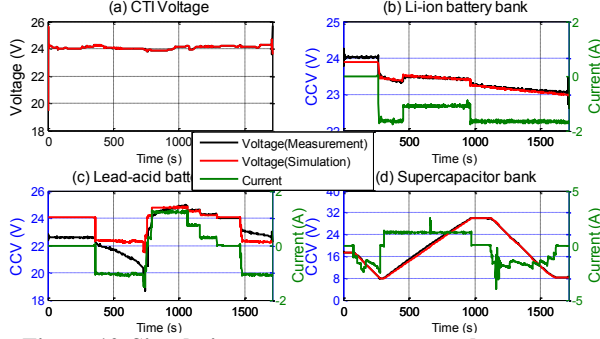 (a) CTI Voltage
(b) Li-ion battery bank
Voltage (V)
26
24
22
20
18
0
500
1000
1500
Time (s)
CCV (V)
25
24
23
22
0
500
1000
1500
Time (s)
Current (A)
2
0
-2
Voltage(Measurement)
Voltage(Simulation)
Current
(c) Lead-acid
(d) Supercapacitor bank
CCV (V)
26
24
22
20
18
0
500
1000
1500
Time (s)
Current (A)
2
0
-2
CCV (V)
40
32
24
16
8
0
0
500
1000
1500
Time (s)
Current (A)
5
0
-5